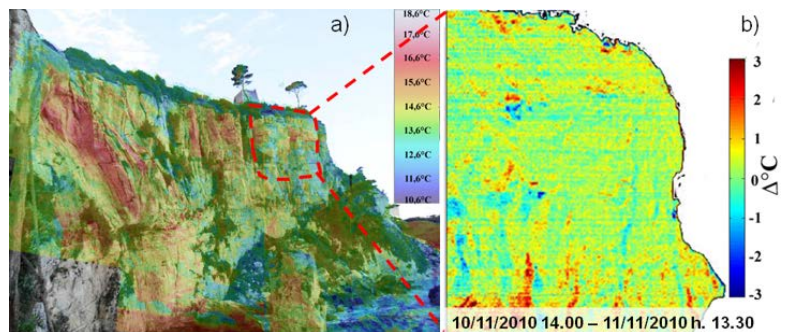 a)
18,6°C
17,6°C
16,6°C
15,6°C
14,6°C
13,6°C
12,6°C
11,6°C
10,6°C
b)
3
2
1
0
-1
-2
-3
Δ°C
10/11/2010 14.00 – 11/11/2010 h. 13.30